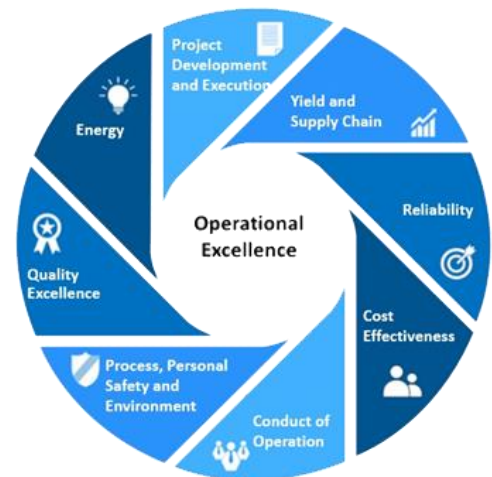 Project
Development
and Execution
Yield and
Supply Chain
Reliability
Cost
Effectiveness
Conduct of
Operation
Process, Personal
Safety and
Environment
Quality
Excellence
Energy
Operational
Excellence